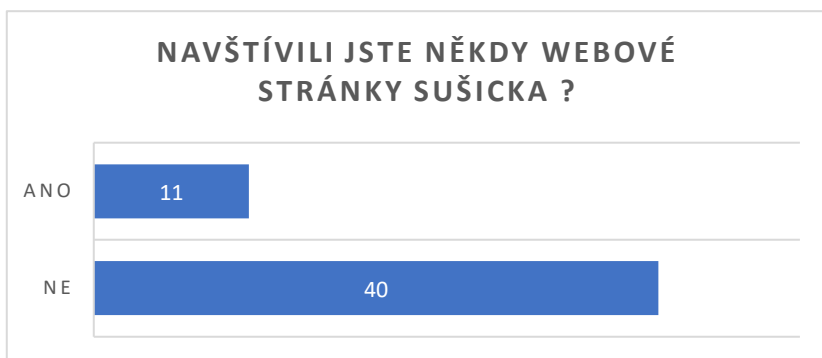 NAVŠTÍVILI JSTE NĚKDY WEBOVÉ
STRÁNKY SUŠICKA ?
ANO
11
NE
40